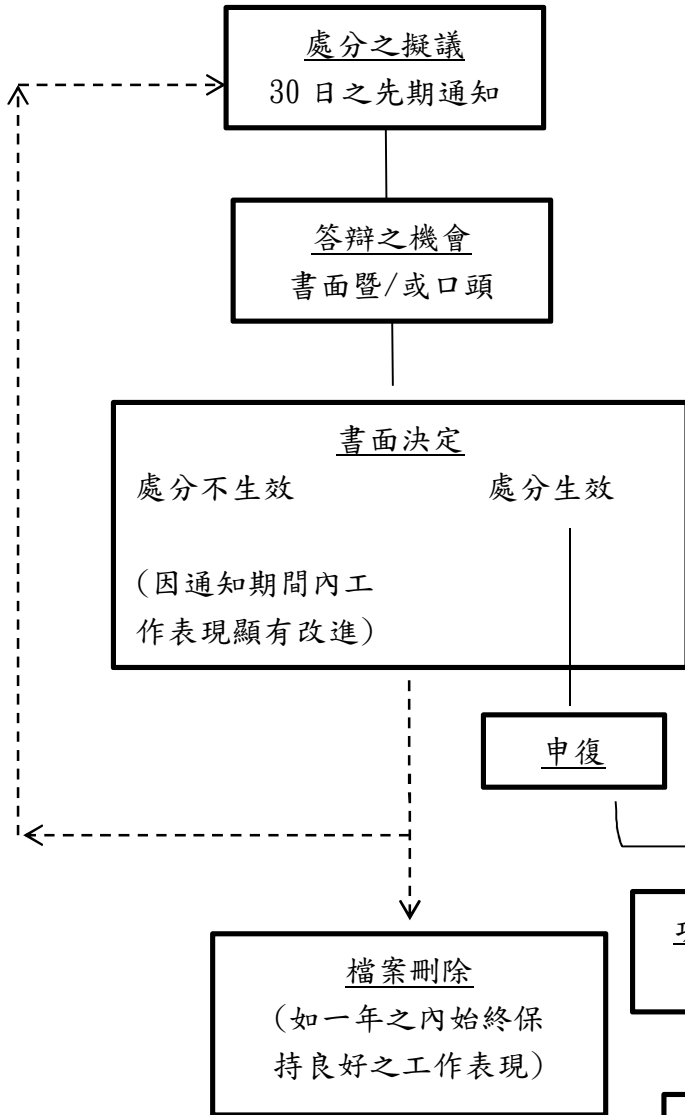 處分之擬議
30日之先期通知
答辯之機會
書面暨/或口頭
書面決定
處分不生效 處分生效
(因通知期間內工
作表現顯有改進)
申復
檔案刪除
(如一年之內始終保
持良好之工作表現)